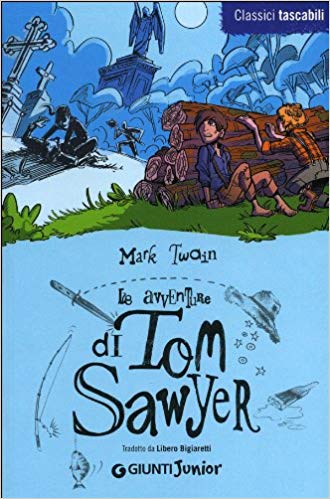 Classici tascabili
Mark Twain
Le avventure
di Tom
Sawyer
Tradotto da Libero Bigiaretti
GIUNTI Junior